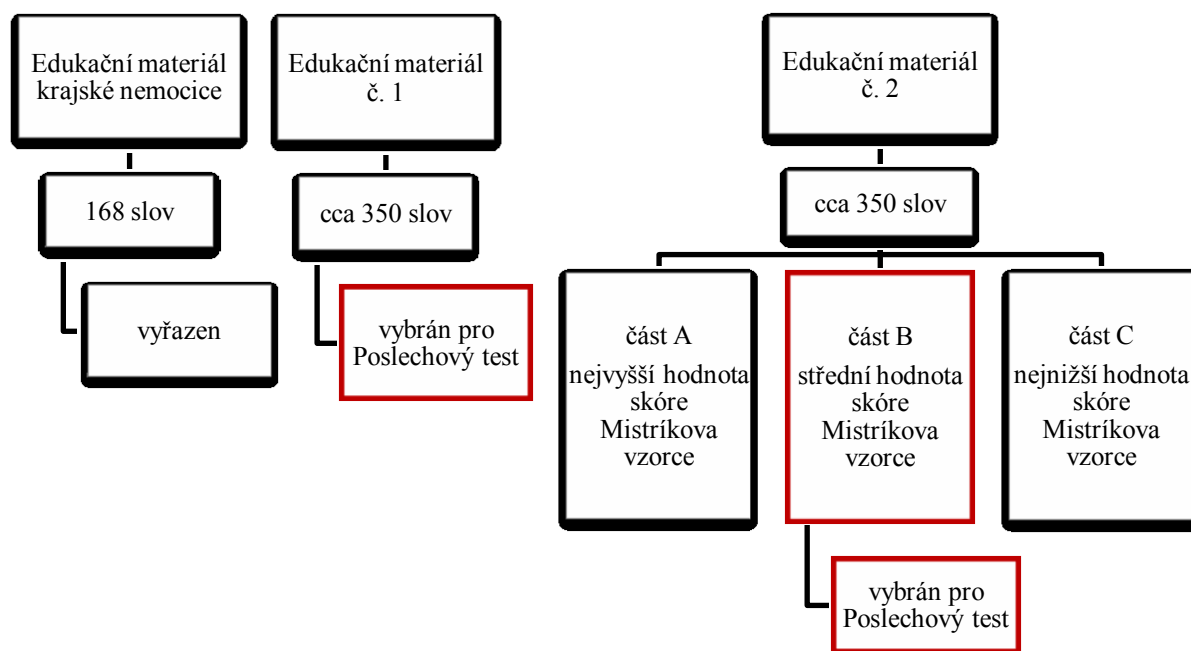 Edukační materiál
krajské nemocice
168 slov
vyřazen
Edukační materiál
č. 1
cca 350 slov
vybrán pro
Poslechový test
Edukační materiál
č. 2
cca 350 slov
část A
nejvyšší hodnota
skóre
Mistríkova
vzorce
část B
střední hodnota
skóre
Mistríkova
vzorce
vybrán pro
Poslechový test
část C
nejnižší hodnota
skóre
Mistríkova
vzorce